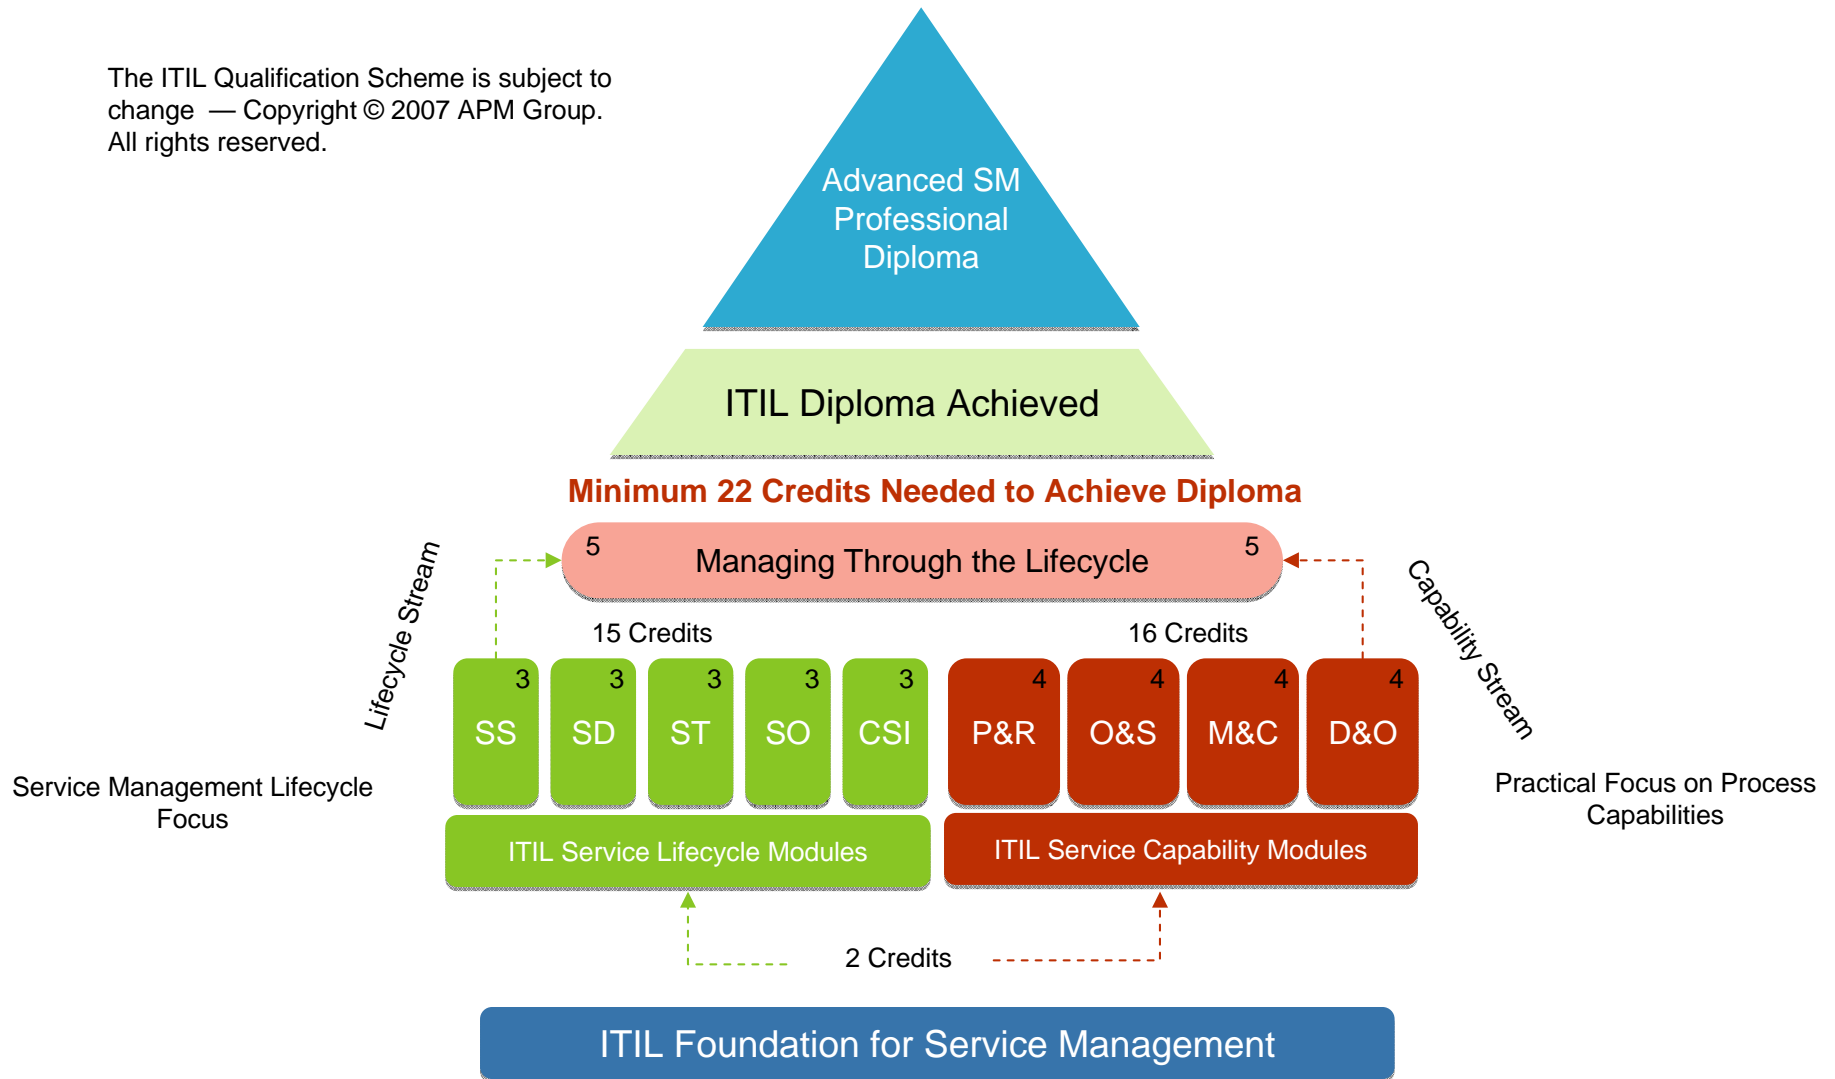 The ITIL Qualification Scheme is subject to
change — Copyright © 2007 APM Group.
All rights reserved.
Advanced SM
Professional
Diploma
ITIL Diploma Achieved
Minimum 22 Credits Needed to Achieve Diploma
5
Managing Through the Lifecycle
5
Lifecycle Stream
Capability Stream
15 Credits
16 Credits
3
3
3
3
3
4
4
4
4
SS
SD
ST
SO
CSI
P&R
O&S
M&C
D&O
Service Management Lifecycle
Focus
Practical Focus on Process
Capabilities
ITIL Service Lifecycle Modules
ITIL Service Capability Modules
2 Credits
ITIL Foundation for Service Management